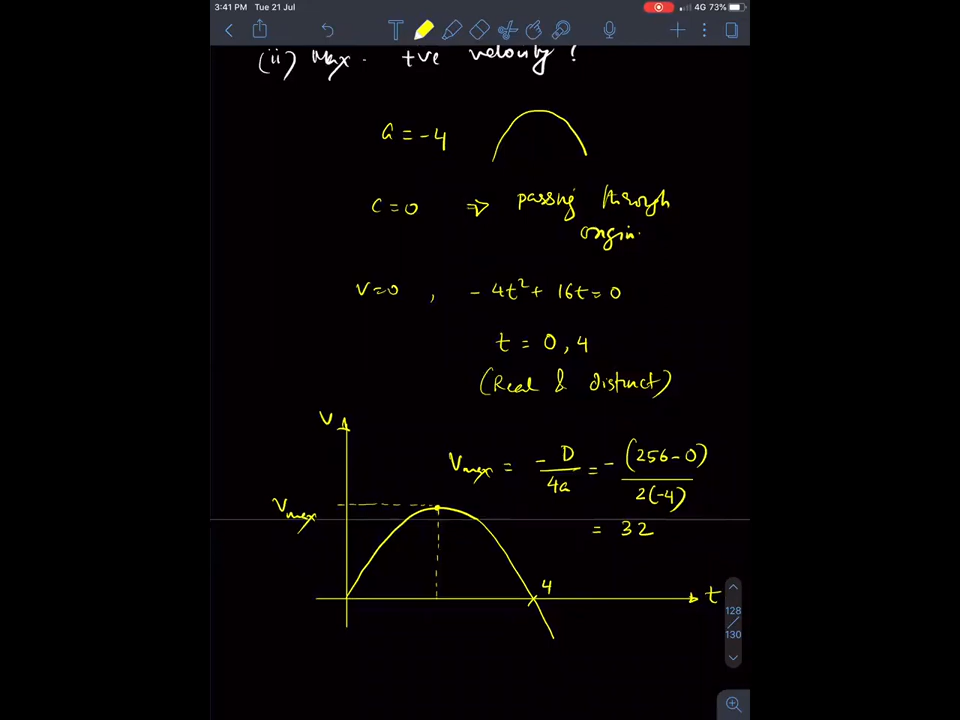 3:41 PM Tue 21 Jul
4G 73%
(ii) Max. +ve velocity ?
a = -4
c = 0 ⇒ passing through
origin.
v=0 , - 4t² + 16t = 0
t = 0, 4
(Real & distinct)
V
Vmax = - D/4a = - (256-0)/2(-4)
Vmax
= 32
4
t
128
/
130